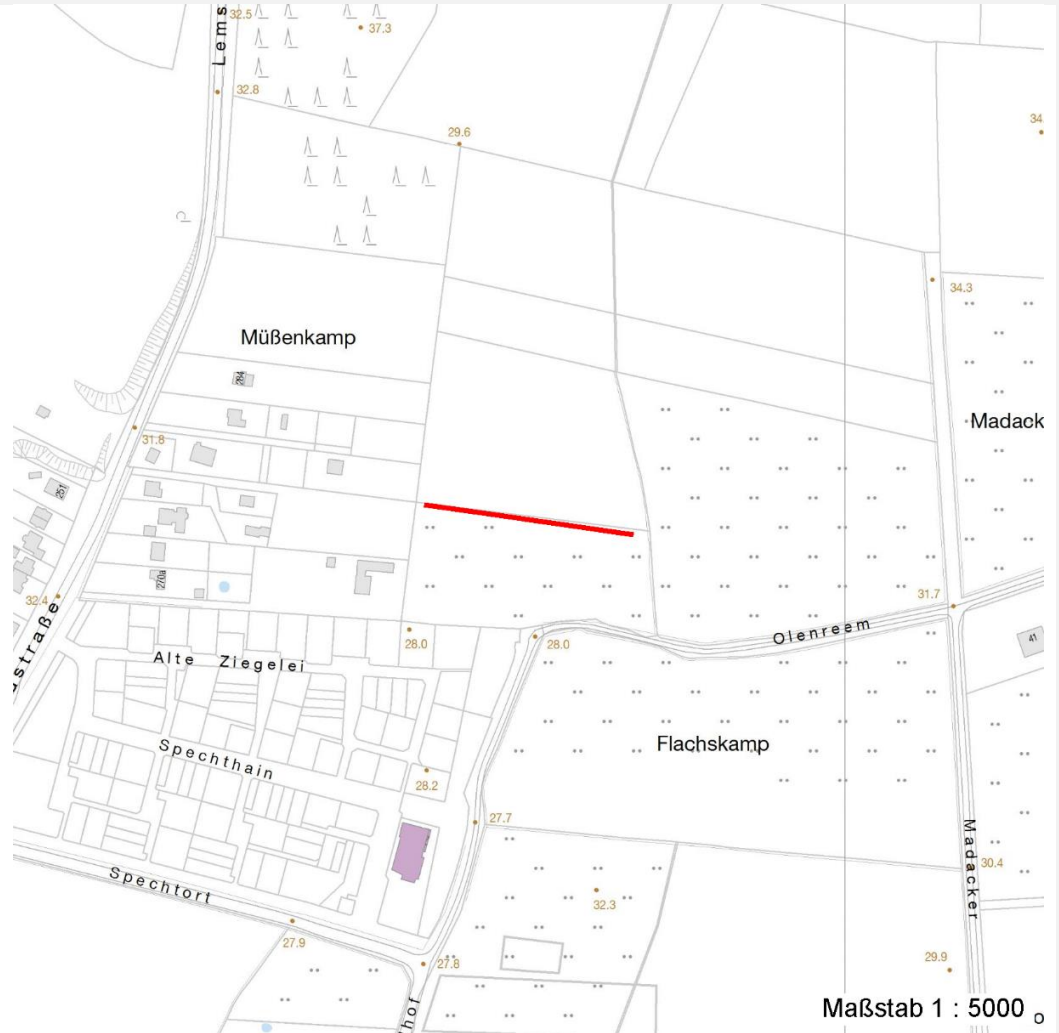 32.5
Lems
37.3
32.8
29.6
34
34.3
Müßenkamp
284
Madack
31.8
251
270a
32.4
31.7
Olenreem
41
28.0
28.0
Alte Ziegelei
straße
Spechthain
Flachskamp
28.2
27.7
Madacker
30.4
Spechtort
32.3
27.9
27.8
29.9
hof
Maßstab 1 : 5000